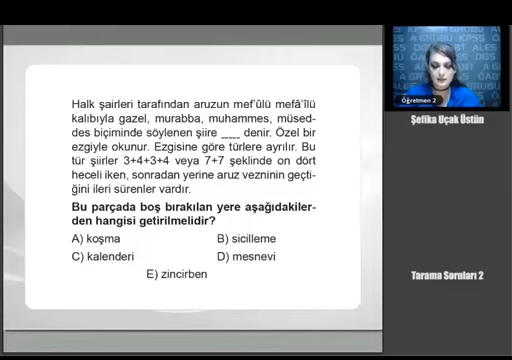 Halk şairleri tarafından aruzun mef'ûlü mefâ'îlü
kalıbıyla gazel, murabba, muhammes, müsed-
des biçiminde söylenen şiire _____ denir. Özel bir
ezgiyle okunur. Ezgisine göre türlere ayrılır. Bu
tür şiirler 3+4+3+4 veya 7+7 şeklinde on dört
heceli iken, sonradan yerine aruz vezninin geçti-
ğini ileri sürenler vardır.
Bu parçada boş bırakılan yere aşağıdakiler-
den hangisi getirilmelidir?
A) koşma B) sicilleme
C) kalenderi D) mesnevi
E) zincirben
Öğretmen 2
Şefika Uçak Üstün
Tarama Soruları 2